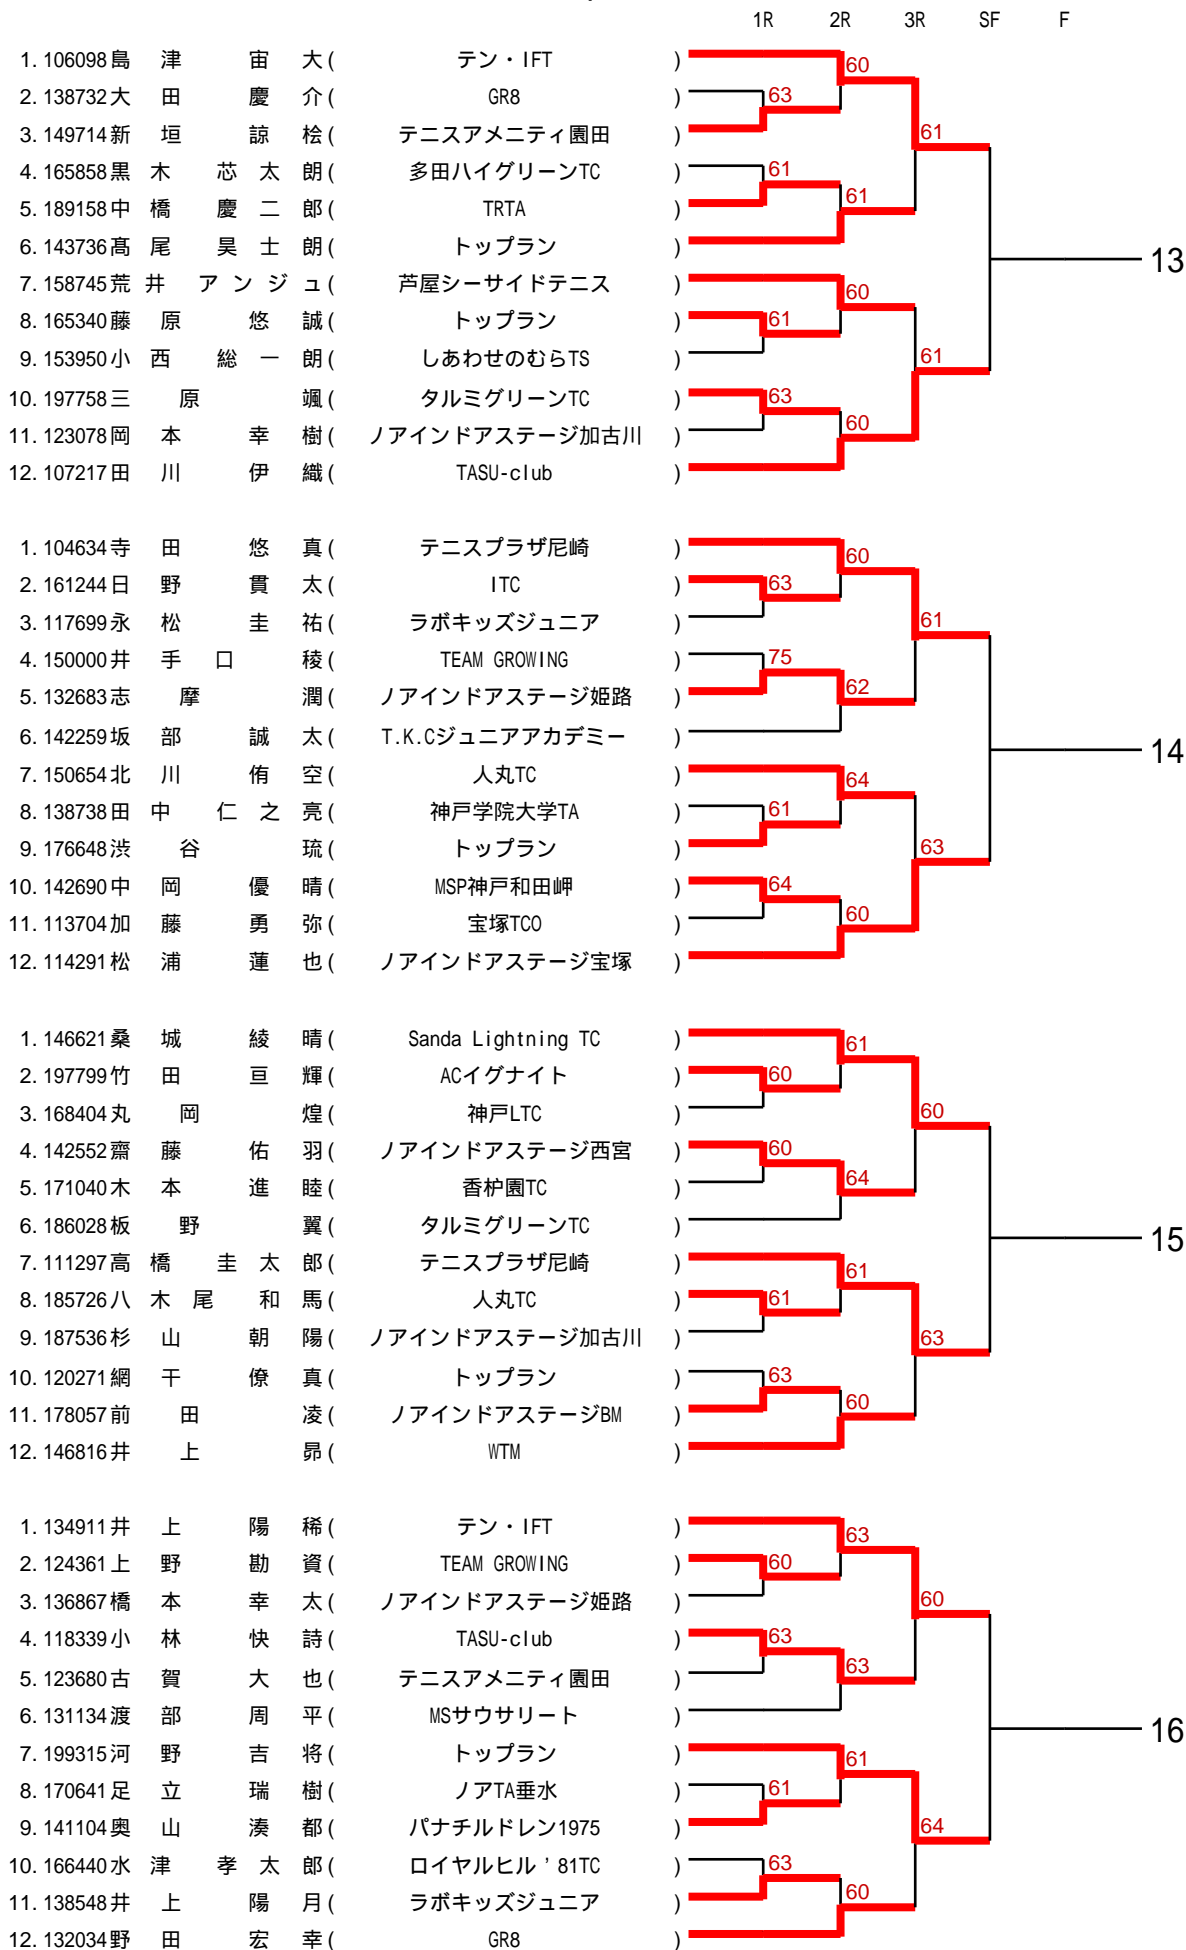 1R 2R 3R SF F
1. 106098 島津 宙大 ( テン・IFT )
60
2. 138732 大田 慶介 ( GR8 )
63
3. 149714 新垣 諒桧 ( テニスアメニティ園田 )
61
4. 165858 黒木 芯太朗 ( 多田ハイグリーンTC )
61
5. 189158 中橋 慶二郎 ( TRTA )
61
6. 143736 髙尾 昊士朗 ( トップラン )
13
7. 158745 荒井 アンジュ ( 芦屋シーサイドテニス )
60
8. 165340 藤原 悠誠 ( トップラン )
61
9. 153950 小西 総一朗 ( しあわせのむらTS )
61
10. 197758 三原 颯 ( タルミグリーンTC )
63
11. 123078 岡本 幸樹 ( ノアインドアステージ加古川 )
60
12. 107217 田川 伊織 ( TASU-club )
1. 104634 寺田 悠真 ( テニスプラザ尼崎 )
60
2. 161244 日野 貫太 ( ITC )
63
3. 117699 永松 圭祐 ( ラボキッズジュニア )
61
4. 150000 井手口 稜 ( TEAM GROWING )
75
5. 132683 志摩 潤 ( ノアインドアステージ姫路 )
62
6. 142259 坂部 誠太 ( T.K.Cジュニアアカデミー )
14
7. 150654 北川 侑空 ( 人丸TC )
64
8. 138738 田中 仁之亮 ( 神戸学院大学TA )
61
9. 176648 渋谷 琉 ( トップラン )
63
10. 142690 中岡 優晴 ( MSP神戸和田岬 )
64
11. 113704 加藤 勇弥 ( 宝塚TCO )
60
12. 114291 松浦 蓮也 ( ノアインドアステージ宝塚 )
1. 146621 桑城 綾晴 ( Sanda Lightning TC )
61
2. 197799 竹田 亘輝 ( ACイグナイト )
60
3. 168404 丸岡 煌 ( 神戸LTC )
60
4. 142552 齋藤 佑羽 ( ノアインドアステージ西宮 )
60
5. 171040 木本 進睦 ( 香枦園TC )
64
6. 186028 板野 翼 ( タルミグリーンTC )
15
7. 111297 高橋 圭太郎 ( テニスプラザ尼崎 )
61
8. 185726 八木尾 和馬 ( 人丸TC )
61
9. 187536 杉山 朝陽 ( ノアインドアステージ加古川 )
63
10. 120271 網干 僚真 ( トップラン )
63
11. 178057 前田 凌 ( ノアインドアステージBM )
60
12. 146816 井上 昴 ( WTM )
1. 134911 井上 陽稀 ( テン・IFT )
63
2. 124361 上野 勘資 ( TEAM GROWING )
60
3. 136867 橋本 幸太 ( ノアインドアステージ姫路 )
60
4. 118339 小林 快詩 ( TASU-club )
63
5. 123680 古賀 大也 ( テニスアメニティ園田 )
63
6. 131134 渡部 周平 ( MSサウサリート )
16
7. 199315 河野 吉将 ( トップラン )
61
8. 170641 足立 瑞樹 ( ノアTA垂水 )
61
9. 141104 奥山 湊都 ( パナチルドレン1975 )
64
10. 166440 水津 孝太郎 ( ロイヤルヒル'81TC )
63
11. 138548 井上 陽月 ( ラボキッズジュニア )
60
12. 132034 野田 宏幸 ( GR8 )